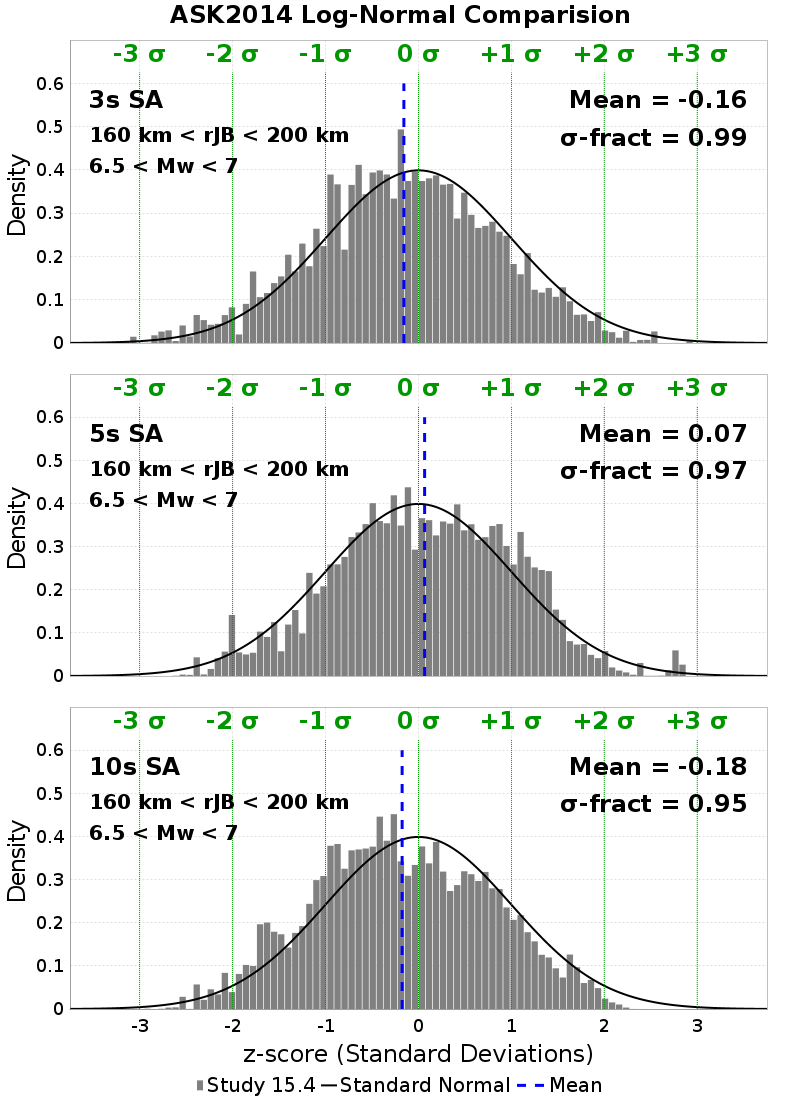 ASK2014 Log-Normal Comparision
-3 σ -2 σ -1 σ 0 σ +1 σ +2 σ +3 σ
0.6
3s SA Mean = -0.16
0.5
160 km < rJB < 200 km σ-fract = 0.99
6.5 < Mw < 7
0.4
0.3
0.2
0.1
0
Density
-3 σ -2 σ -1 σ 0 σ +1 σ +2 σ +3 σ
0.6
5s SA Mean = 0.07
0.5
160 km < rJB < 200 km σ-fract = 0.97
6.5 < Mw < 7
0.4
0.3
0.2
0.1
0
Density
-3 σ -2 σ -1 σ 0 σ +1 σ +2 σ +3 σ
0.6
10s SA Mean = -0.18
0.5
160 km < rJB < 200 km σ-fract = 0.95
6.5 < Mw < 7
0.4
0.3
0.2
0.1
0
Density
-3 -2 -1 0 1 2 3
z-score (Standard Deviations)
Study 15.4 Standard Normal Mean